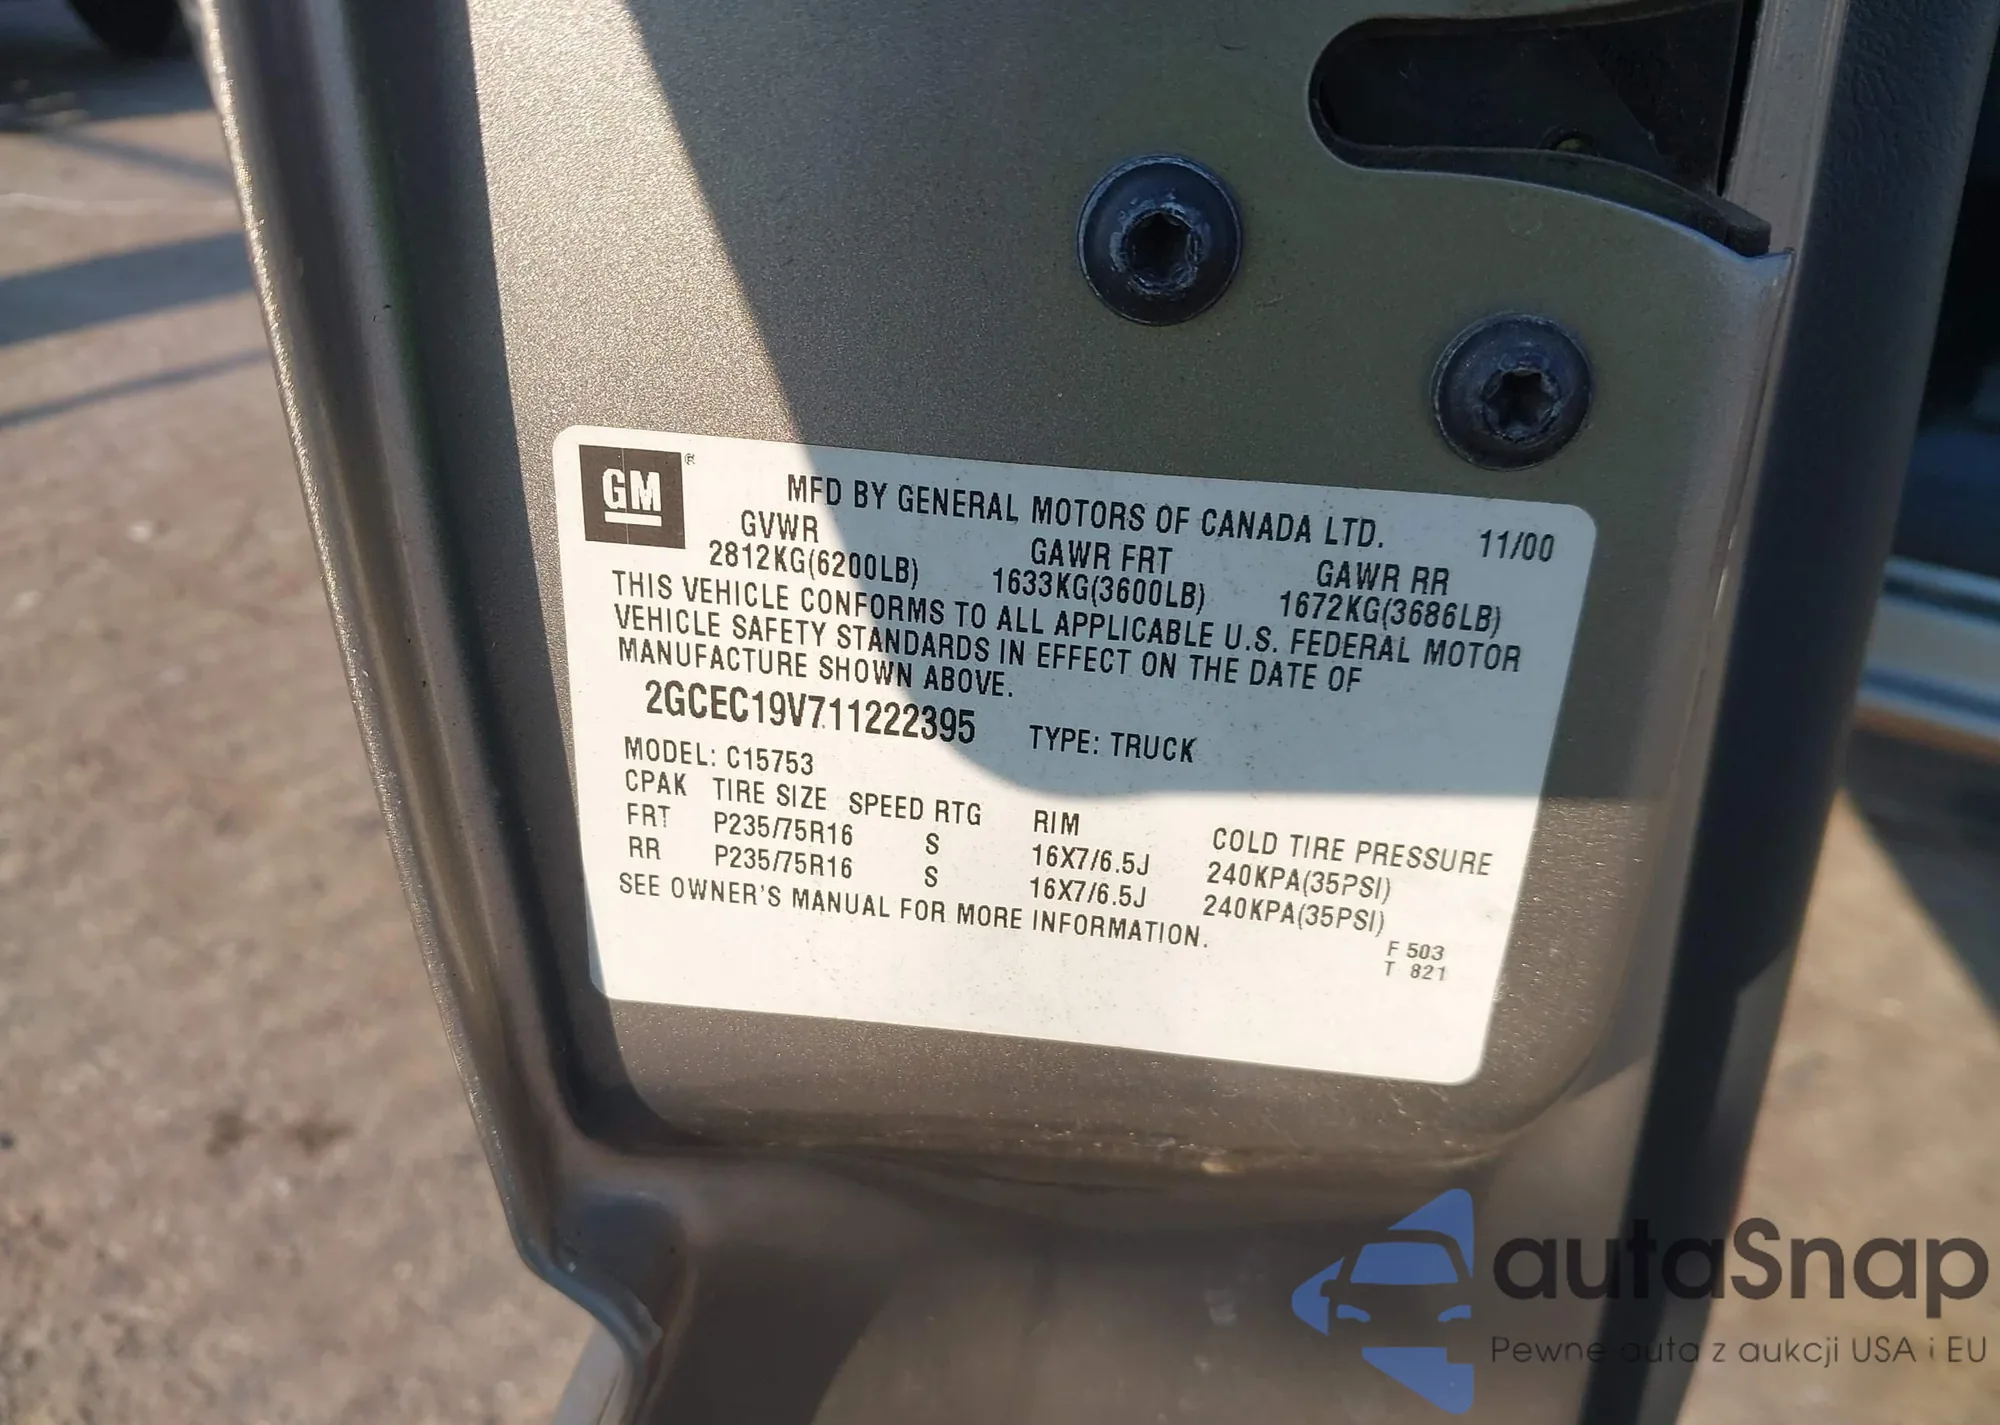 GM®
MFD BY GENERAL MOTORS OF CANADA LTD. 11/00
GVWR GAWR FRT GAWR RR
2812KG(6200LB) 1633KG(3600LB) 1672KG(3686LB)
THIS VEHICLE CONFORMS TO ALL APPLICABLE U.S. FEDERAL MOTOR
VEHICLE SAFETY STANDARDS IN EFFECT ON THE DATE OF
MANUFACTURE SHOWN ABOVE.
2GCEC19V711222395 TYPE: TRUCK
MODEL: C15753
CPAK TIRE SIZE SPEED RTG RIM COLD TIRE PRESSURE
FRT P235/75R16 S 16X7/6.5J 240KPA(35PSI)
RR P235/75R16 S 16X7/6.5J 240KPA(35PSI)
SEE OWNER'S MANUAL FOR MORE INFORMATION.
F 503
T 821
autaSnap
Pewne auta z aukcji USA i EU